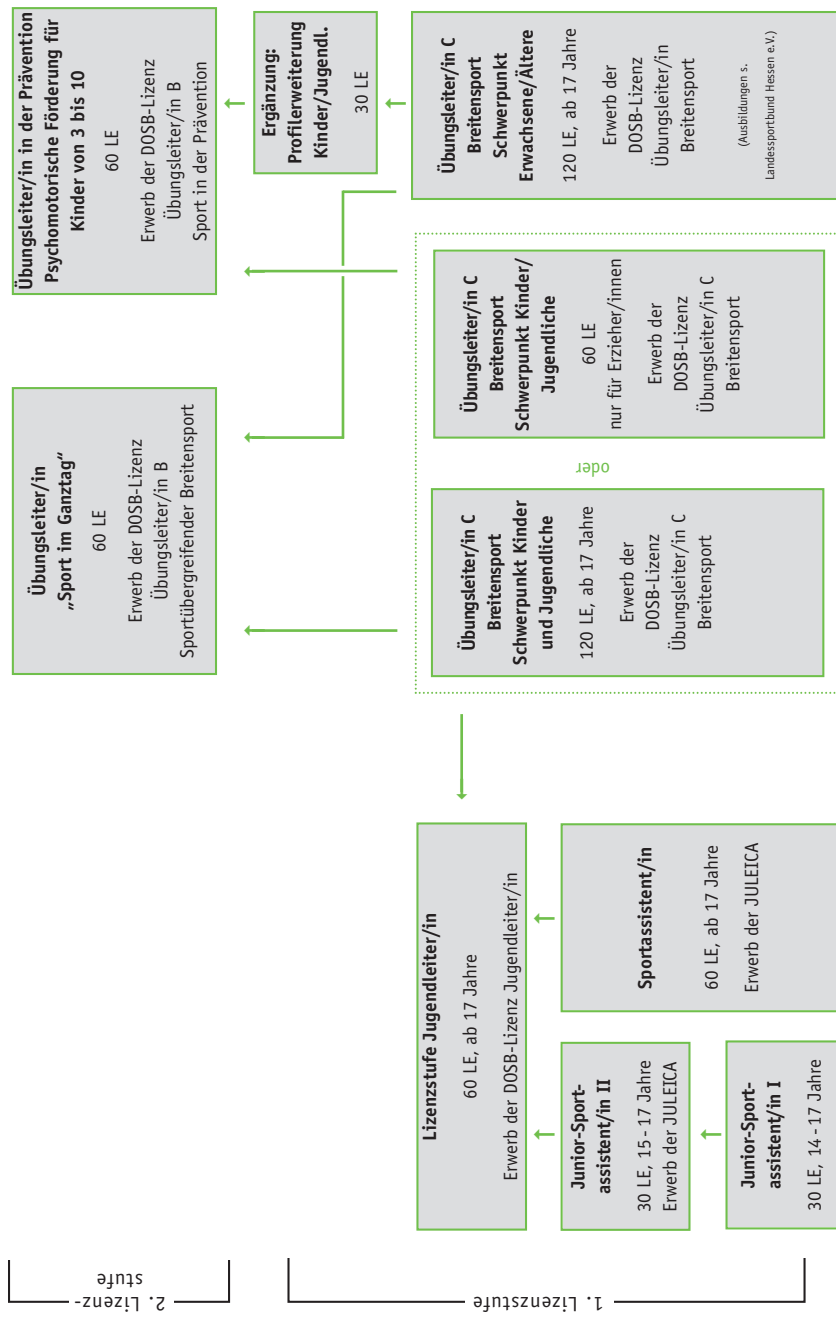 2. Lizenz-
stufe
Übungsleiter/in
„Sport im Ganztag“
60 LE
Erwerb der DOSB-Lizenz
Übungsleiter/in B
Sportübergreifender Breitensport
Übungsleiter/in in der Prävention
Psychomotorische Förderung für
Kinder von 3 bis 10
60 LE
Erwerb der DOSB-Lizenz
Übungsleiter/in B
Sport in der Prävention
Ergänzung:
Profilerweiterung
Kinder/Jugendl.
30 LE
1. Lizenzstufe
Lizenzstufe Jugendleiter/in
60 LE, ab 17 Jahre
Erwerb der DOSB-Lizenz Jugendleiter/in
Junior-Sport-
assistent/in II
30 LE, 15 - 17 Jahre
Erwerb der JULEICA
Junior-Sport-
assistent/in I
30 LE, 14 - 17 Jahre
Sportassistent/in
60 LE, ab 17 Jahre
Erwerb der JULEICA
Übungsleiter/in C
Breitensport
Schwerpunkt Kinder
und Jugendliche
120 LE, ab 17 Jahre
Erwerb der
DOSB-Lizenz
Übungsleiter/in C
Breitensport
oder
Übungsleiter/in C
Breitensport
Schwerpunkt Kinder/
Jugendliche
60 LE
nur für Erzieher/innen
Erwerb der
DOSB-Lizenz
Übungsleiter/in C
Breitensport
Übungsleiter/in C
Breitensport
Schwerpunkt
Erwachsene/Ältere
120 LE, ab 17 Jahre
Erwerb der
DOSB-Lizenz
Übungsleiter/in
Breitensport
(Ausbildungen s.
Landessportbund Hessen e.V.)